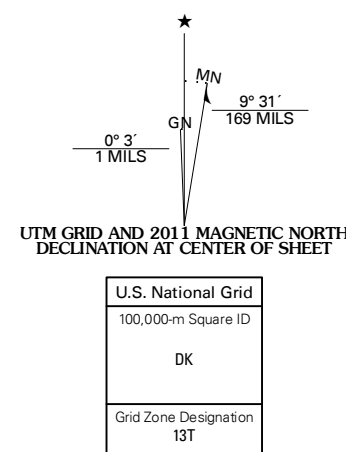 ★
MN
9° 31´
169 MILS
GN
0° 3´
1 MILS
UTM GRID AND 2011 MAGNETIC NORTH
DECLINATION AT CENTER OF SHEET
U.S. National Grid
100,000-m Square ID
DK
Grid Zone Designation
13T